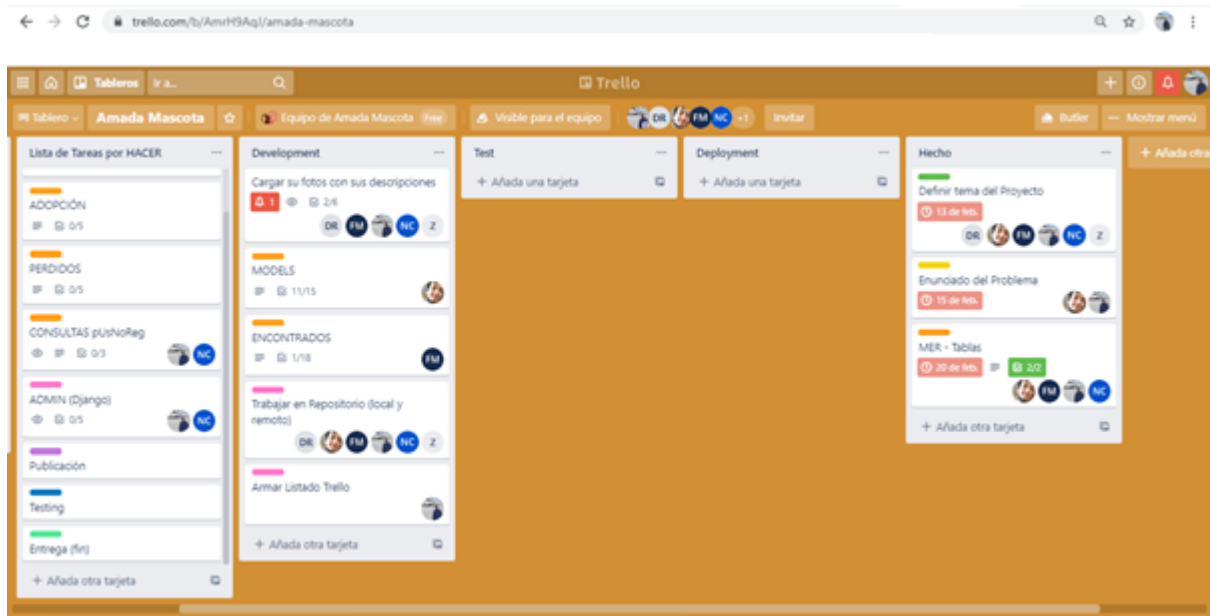 trello.com/b/AmrH9AqJ/amada-mascota
Tableros
Ir a...
Trello
Tablero
Amada Mascota
Equipo de Amada Mascota
Free
Visible para el equipo
DR
FM
NC
+1
Invitar
Butler
Mostrar menú
Lista de Tareas por HACER
ADOPCIÓN
0/5
PERDIDOS
0/5
CONSULTAS pUsNoReg
0/3
NC
ADMIN (Django)
0/5
NC
Publicación
Testing
Entrega (fin)
+ Añada otra tarjeta
Development
Cargar su fotos con sus descripciones
1
2/6
DR
FM
NC
Z
MODELS
11/15
ENCONTRADOS
1/18
FM
Trabajar en Repositorio (local y
remoto)
DR
FM
NC
Z
Armar Listado Trello
+ Añada otra tarjeta
Test
+ Añada una tarjeta
Deployment
+ Añada una tarjeta
Hecho
Definir tema del Proyecto
13 de feb.
DR
FM
NC
Z
Enunciado del Problema
15 de feb.
MER - Tablas
20 de feb.
2/2
FM
NC
+ Añada otra tarjeta
+ Añada otra